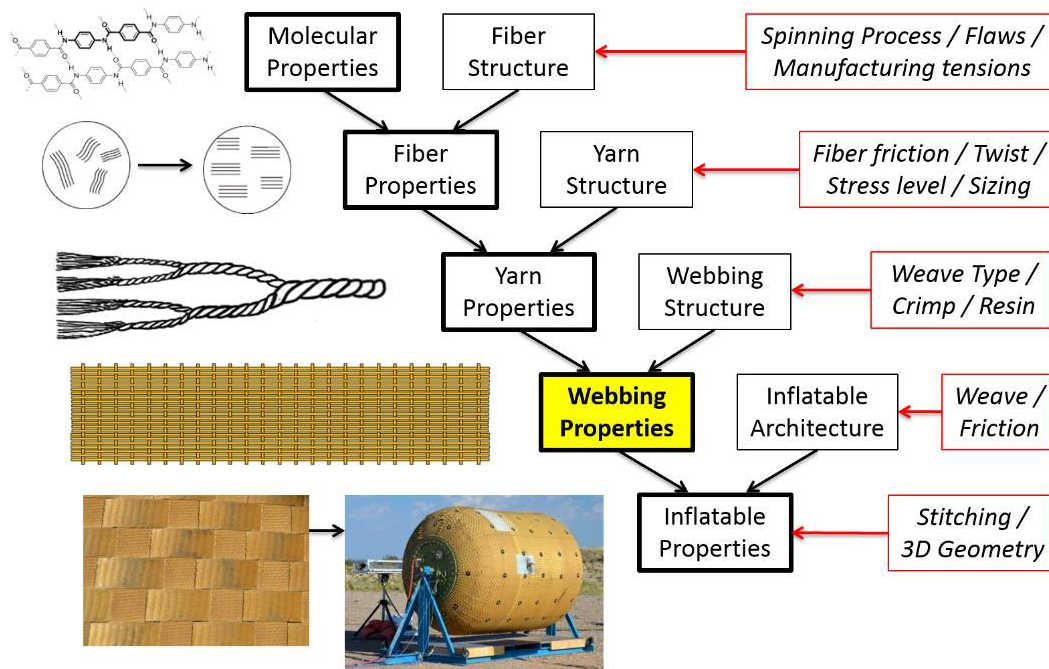 Molecular
Properties
Fiber
Structure
Spinning Process / Flaws /
Manufacturing tensions
Fiber
Properties
Yarn
Structure
Fiber friction / Twist /
Stress level / Sizing
Yarn
Properties
Webbing
Structure
Weave Type /
Crimp / Resin
Webbing
Properties
Inflatable
Architecture
Weave /
Friction
Inflatable
Properties
Stitching /
3D Geometry